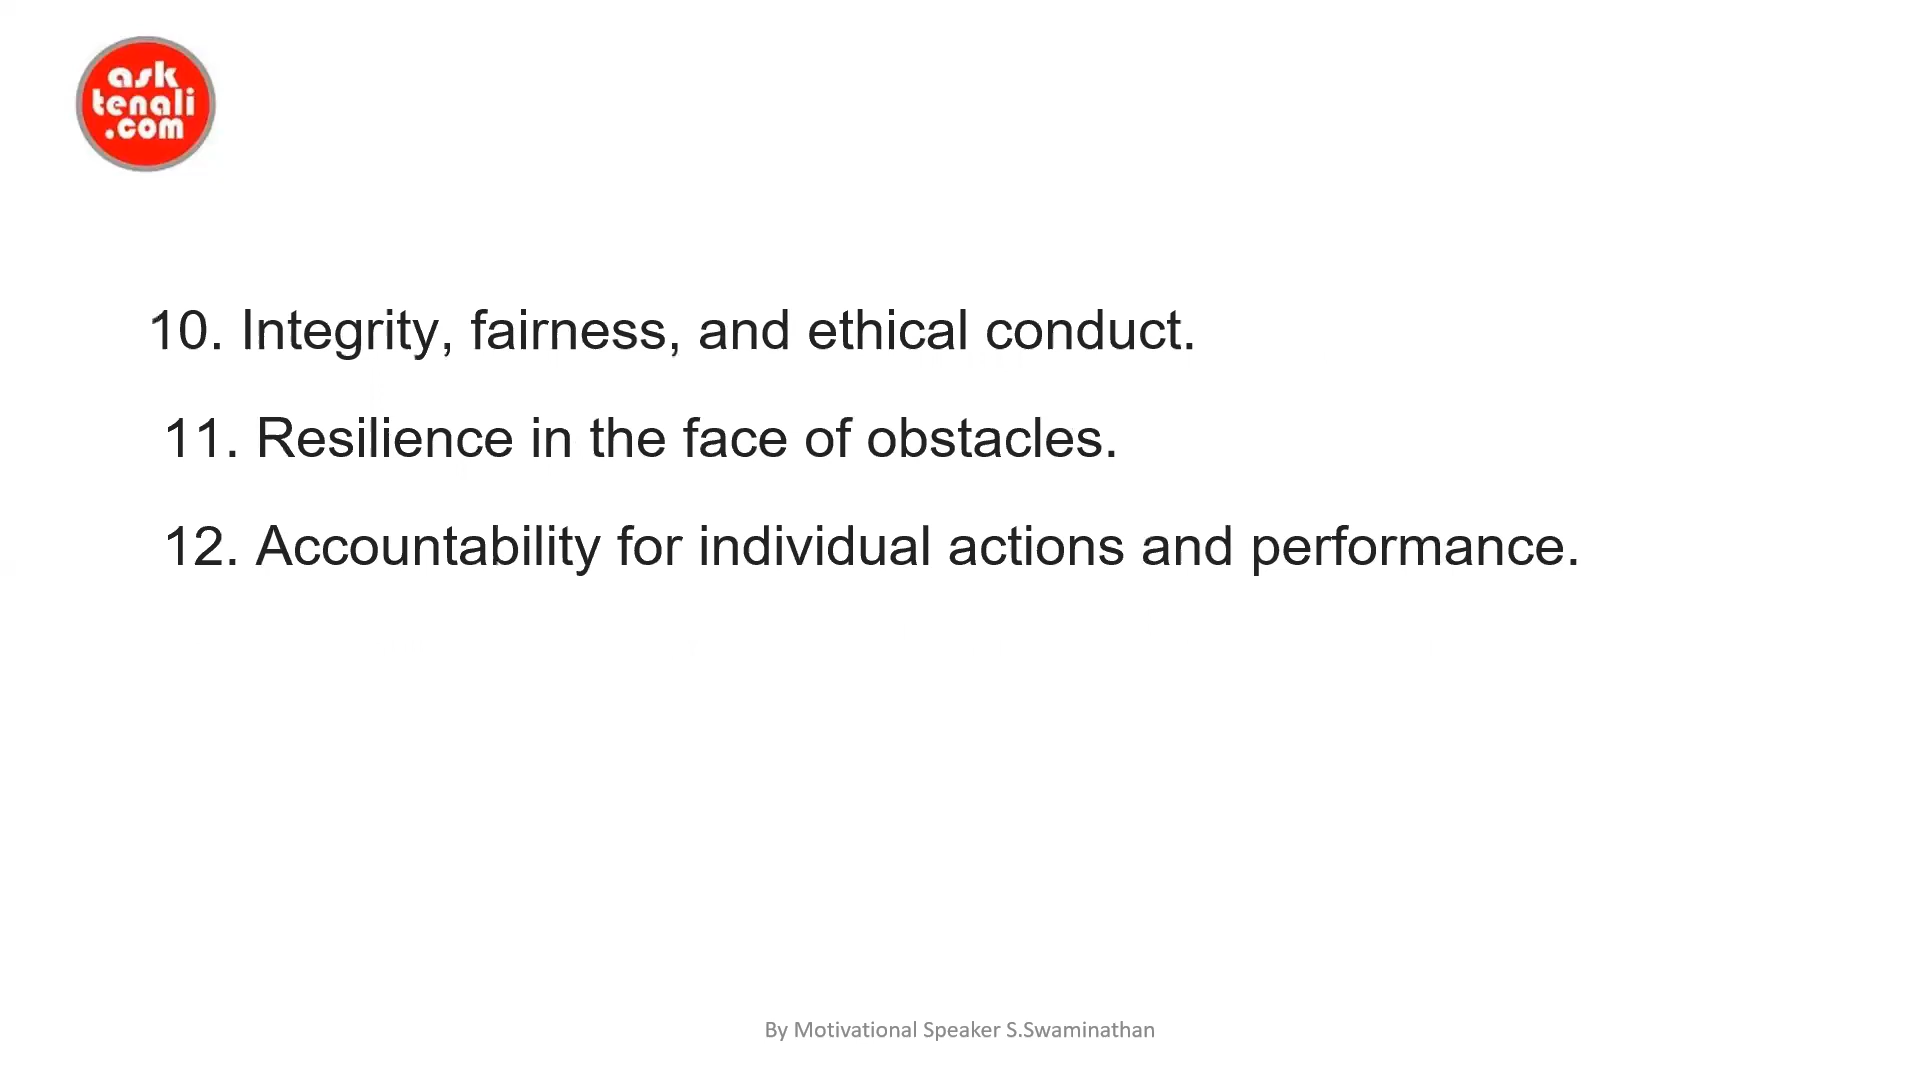 ask
tenali
.com
10. Integrity, fairness, and ethical conduct.
11. Resilience in the face of obstacles.
12. Accountability for individual actions and performance.
By Motivational Speaker S.Swaminathan